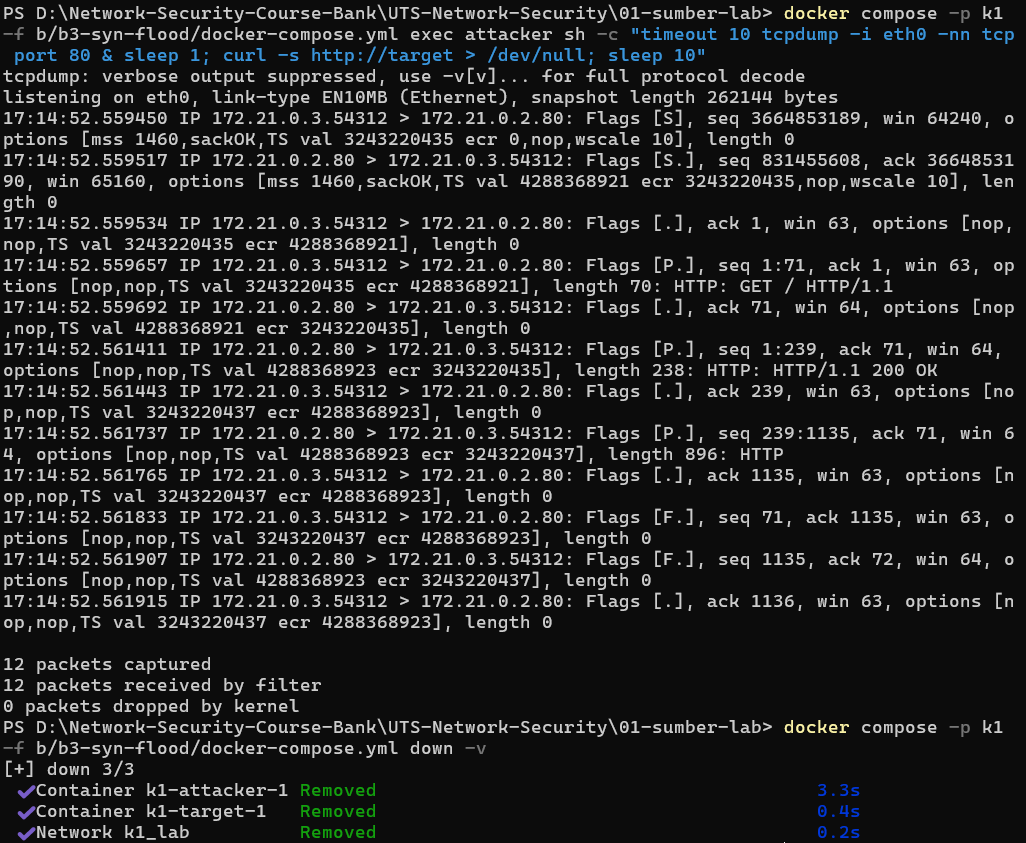 PS D:\Network-Security-Course-Bank\UTS-Network-Security\01-sumber-lab> docker compose -p k1
-f b/b3-syn-flood/docker-compose.yml exec attacker sh -c "timeout 10 tcpdump -i eth0 -nn tcp
port 80 & sleep 1; curl -s http://target > /dev/null; sleep 10"
tcpdump: verbose output suppressed, use -v[v]... for full protocol decode
listening on eth0, link-type EN10MB (Ethernet), snapshot length 262144 bytes
17:14:52.559450 IP 172.21.0.3.54312 > 172.21.0.2.80: Flags [S], seq 3664853189, win 64240, o
ptions [mss 1460,sackOK,TS val 3243220435 ecr 0,nop,wscale 10], length 0
17:14:52.559517 IP 172.21.0.2.80 > 172.21.0.3.54312: Flags [S.], seq 831455608, ack 36648531
90, win 65160, options [mss 1460,sackOK,TS val 4288368921 ecr 3243220435,nop,wscale 10], len
gth 0
17:14:52.559534 IP 172.21.0.3.54312 > 172.21.0.2.80: Flags [.], ack 1, win 63, options [nop,
nop,TS val 3243220435 ecr 4288368921], length 0
17:14:52.559657 IP 172.21.0.3.54312 > 172.21.0.2.80: Flags [P.], seq 1:71, ack 1, win 63, op
tions [nop,nop,TS val 3243220435 ecr 4288368921], length 70: HTTP: GET / HTTP/1.1
17:14:52.559692 IP 172.21.0.2.80 > 172.21.0.3.54312: Flags [.], ack 71, win 64, options [nop
,nop,TS val 4288368921 ecr 3243220435], length 0
17:14:52.561411 IP 172.21.0.2.80 > 172.21.0.3.54312: Flags [P.], seq 1:239, ack 71, win 64,
options [nop,nop,TS val 4288368923 ecr 3243220435], length 238: HTTP: HTTP/1.1 200 OK
17:14:52.561443 IP 172.21.0.3.54312 > 172.21.0.2.80: Flags [.], ack 239, win 63, options [no
p,nop,TS val 3243220437 ecr 4288368923], length 0
17:14:52.561737 IP 172.21.0.2.80 > 172.21.0.3.54312: Flags [P.], seq 239:1135, ack 71, win 6
4, options [nop,nop,TS val 4288368923 ecr 3243220437], length 896: HTTP
17:14:52.561765 IP 172.21.0.3.54312 > 172.21.0.2.80: Flags [.], ack 1135, win 63, options [n
op,nop,TS val 3243220437 ecr 4288368923], length 0
17:14:52.561833 IP 172.21.0.3.54312 > 172.21.0.2.80: Flags [F.], seq 71, ack 1135, win 63, o
ptions [nop,nop,TS val 3243220437 ecr 4288368923], length 0
17:14:52.561907 IP 172.21.0.2.80 > 172.21.0.3.54312: Flags [F.], seq 1135, ack 72, win 64, o
ptions [nop,nop,TS val 4288368923 ecr 3243220437], length 0
17:14:52.561915 IP 172.21.0.3.54312 > 172.21.0.2.80: Flags [.], ack 1136, win 63, options [n
op,nop,TS val 3243220437 ecr 4288368923], length 0
12 packets captured
12 packets received by filter
0 packets dropped by kernel
PS D:\Network-Security-Course-Bank\UTS-Network-Security\01-sumber-lab> docker compose -p k1
-f b/b3-syn-flood/docker-compose.yml down -v
[+] down 3/3
✔Container k1-attacker-1 Removed 3.3s
✔Container k1-target-1 Removed 0.4s
✔Network k1_lab Removed 0.2s